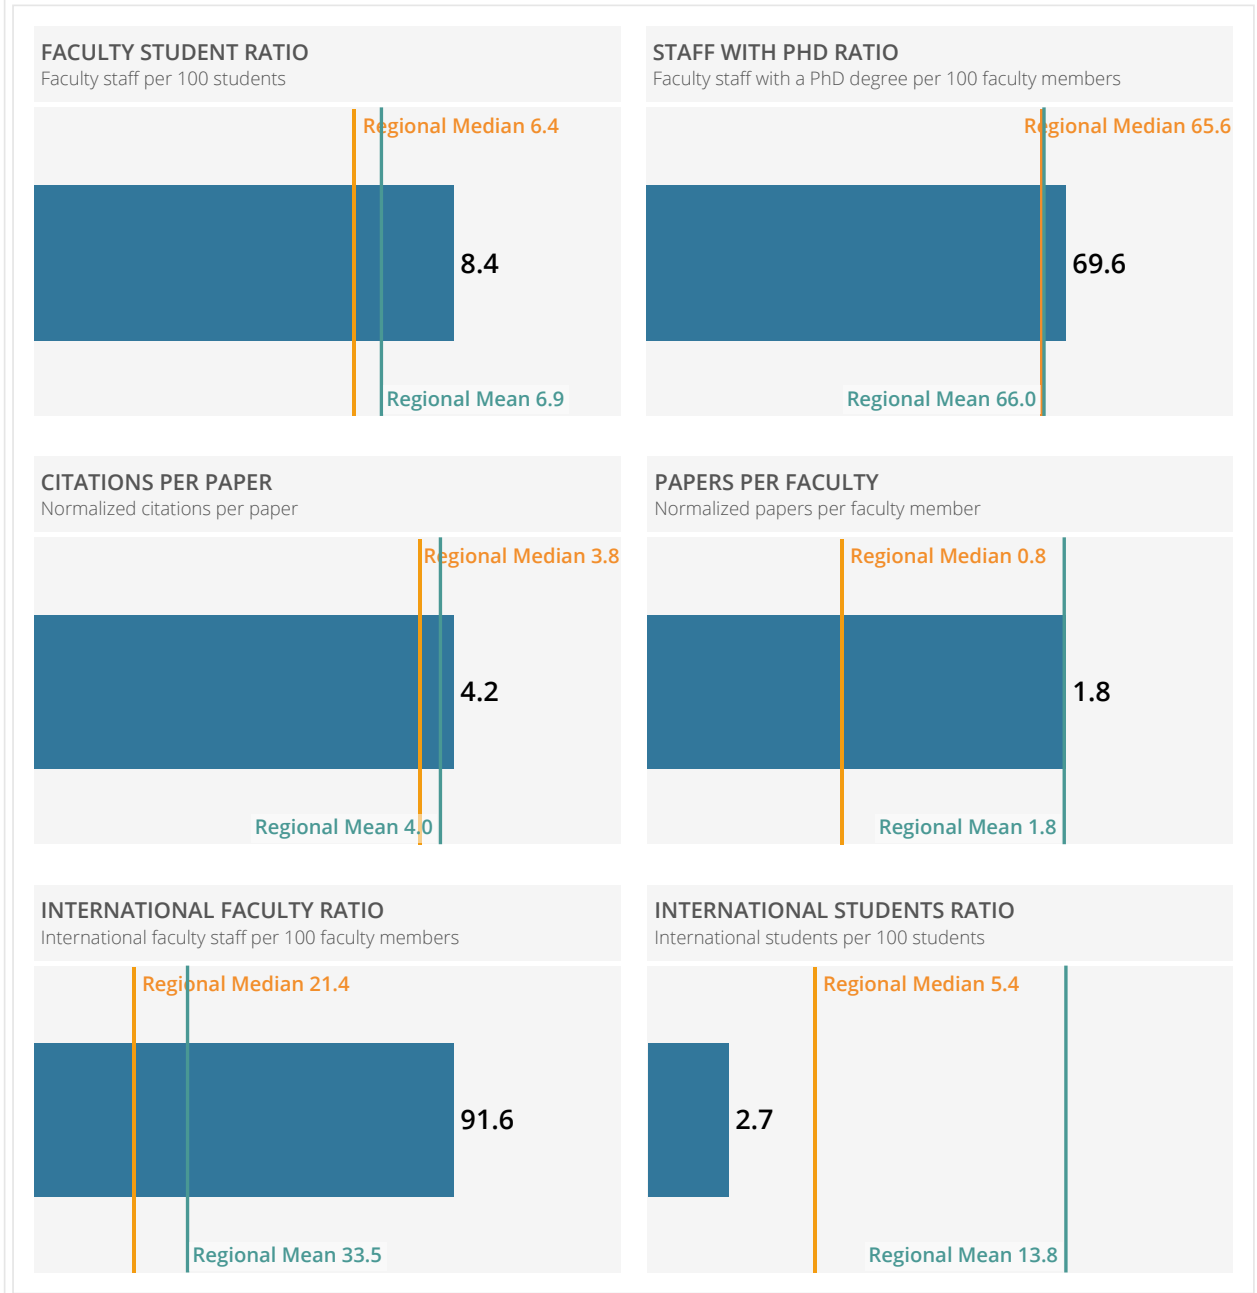 FACULTY STUDENT RATIO
Faculty staff per 100 students
Regional Median 6.4
8.4
Regional Mean 6.9
STAFF WITH PHD RATIO
Faculty staff with a PhD degree per 100 faculty members
Regional Median 65.6
69.6
Regional Mean 66.0
CITATIONS PER PAPER
Normalized citations per paper
Regional Median 3.8
4.2
Regional Mean 4.0
PAPERS PER FACULTY
Normalized papers per faculty member
Regional Median 0.8
1.8
Regional Mean 1.8
INTERNATIONAL FACULTY RATIO
International faculty staff per 100 faculty members
Regional Median 21.4
91.6
Regional Mean 33.5
INTERNATIONAL STUDENTS RATIO
International students per 100 students
Regional Median 5.4
2.7
Regional Mean 13.8